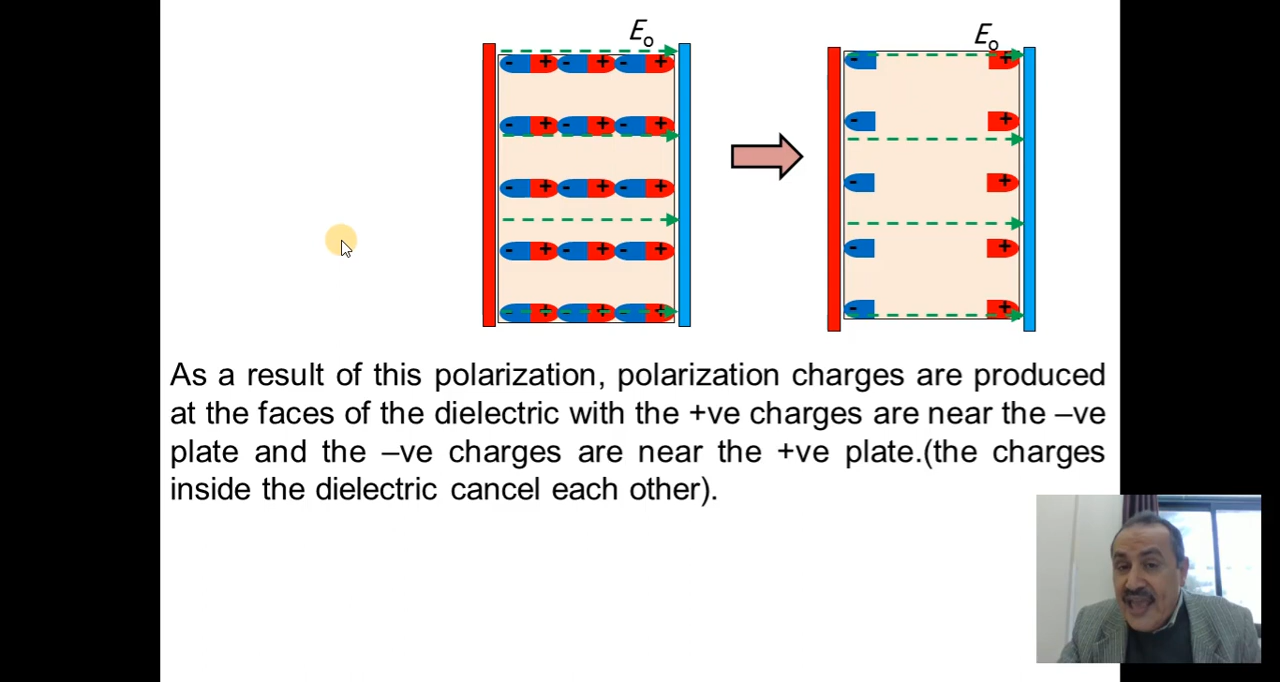 Eo
Eo
- + - + - +
- +
- + - + - +
- +
- + - + - +
- +
- + - + - +
- +
- + - + - +
- +
As a result of this polarization, polarization charges are produced
at the faces of the dielectric with the +ve charges are near the –ve
plate and the –ve charges are near the +ve plate.(the charges
inside the dielectric cancel each other).